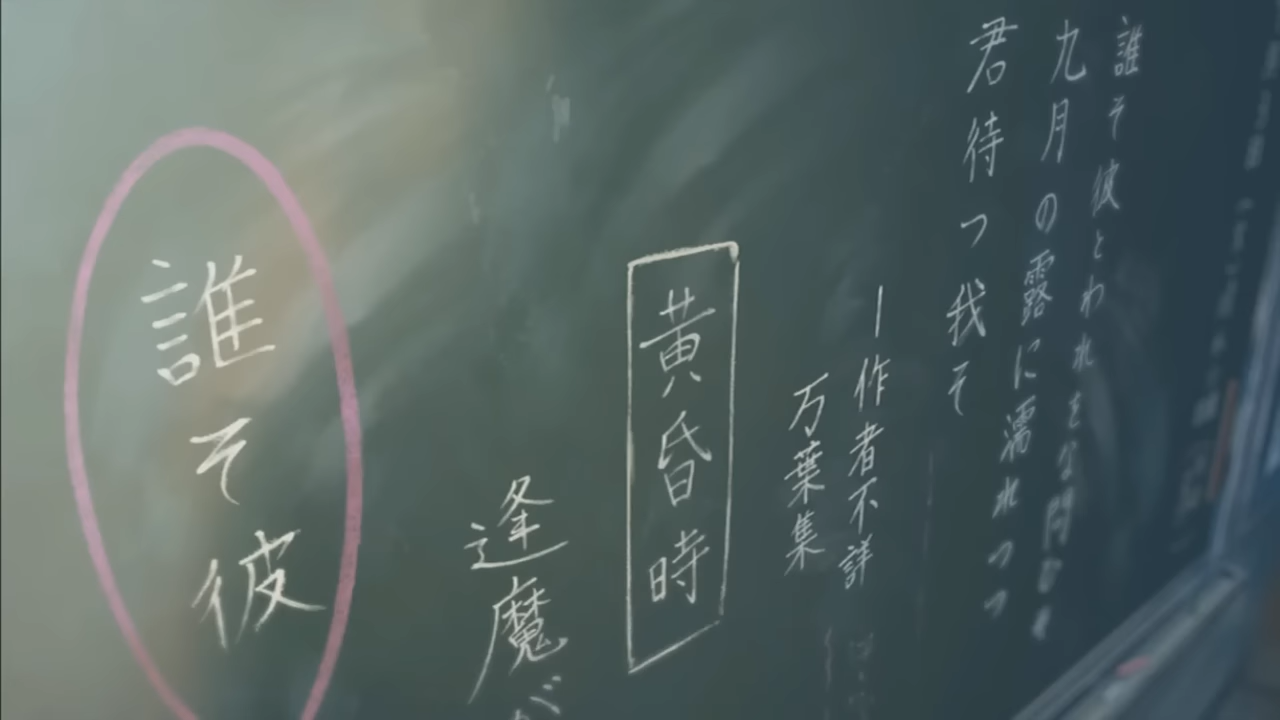 誰そ彼とわれをな問ひそ
九月の露に濡れつつ
君待つ我そ
―作者不詳
万葉集
黄昏時
逢魔が
誰そ彼